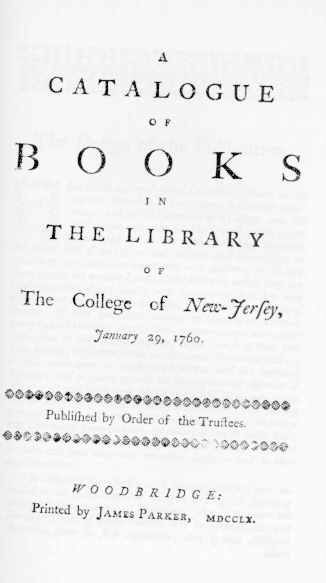 A
CATALOGUE
OF
BOOKS
IN
THE LIBRARY
OF
The College of New-Jerſey,
January 29, 1760.
Publiſhed by Order of the Truſtees.
WOODBRIDGE:
Printed by JAMES PARKER, MDCCLX.